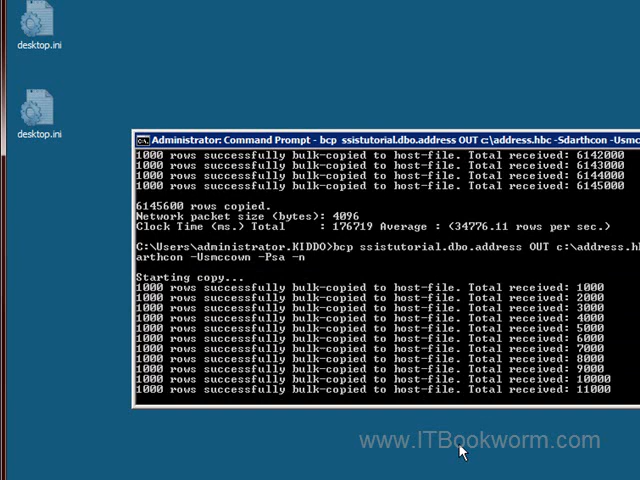 desktop.ini
desktop.ini
Administrator: Command Prompt - bcp ssistutorial.dbo.address OUT c:\address.hbc -Sdarthcon -Usmcc
1000 rows successfully bulk-copied to host-file. Total received: 6142000
1000 rows successfully bulk-copied to host-file. Total received: 6143000
1000 rows successfully bulk-copied to host-file. Total received: 6144000
1000 rows successfully bulk-copied to host-file. Total received: 6145000
6145600 rows copied.
Network packet size (bytes): 4096
Clock Time (ms.) Total : 176719 Average : (34776.11 rows per sec.)
C:\Users\administrator.KIDDO>bcp ssistutorial.dbo.address OUT c:\address.hb
arthcon -Usmccown -Psa -n
Starting copy...
1000 rows successfully bulk-copied to host-file. Total received: 1000
1000 rows successfully bulk-copied to host-file. Total received: 2000
1000 rows successfully bulk-copied to host-file. Total received: 3000
1000 rows successfully bulk-copied to host-file. Total received: 4000
1000 rows successfully bulk-copied to host-file. Total received: 5000
1000 rows successfully bulk-copied to host-file. Total received: 6000
1000 rows successfully bulk-copied to host-file. Total received: 7000
1000 rows successfully bulk-copied to host-file. Total received: 8000
1000 rows successfully bulk-copied to host-file. Total received: 9000
1000 rows successfully bulk-copied to host-file. Total received: 10000
1000 rows successfully bulk-copied to host-file. Total received: 11000
www.ITBookworm.com